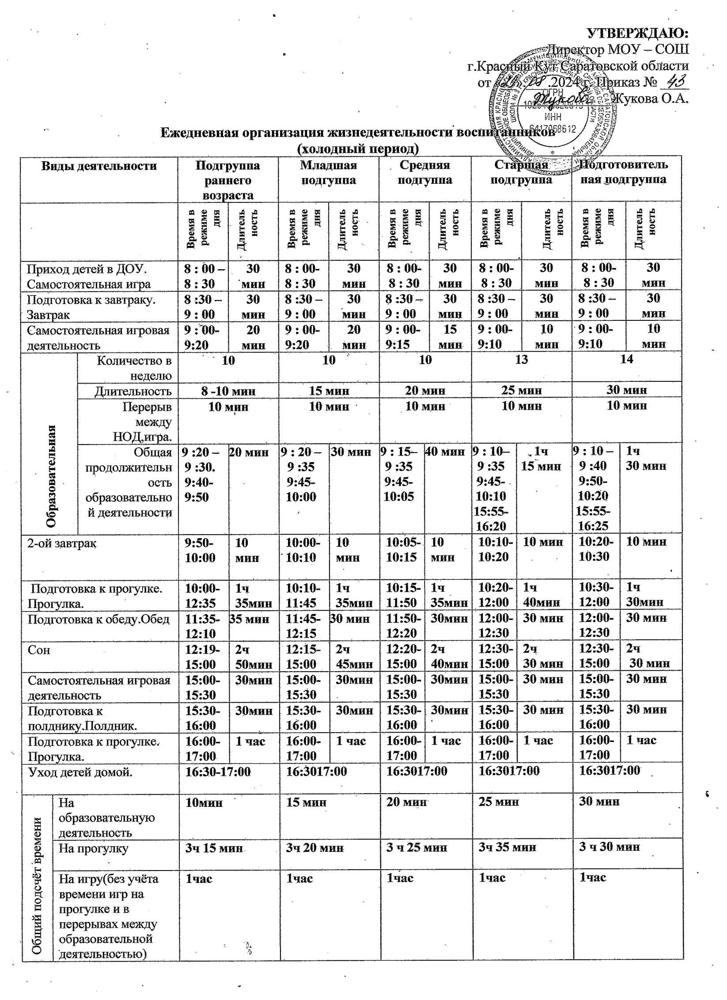 УТВЕРЖДАЮ:
Директор МОУ – СОШ
г.Красный Кут Саратовской области
от .08 .2024 г. Приказ № 43
Жукова О.А.
ОГРН
ИНН
6417068612
Ежедневная организация жизнедеятельности воспитанников
(холодный период)
Виды деятельности Подгруппа раннего возраста Младшая подгуппа Средняя подгуппа Старшая подгруппа Подготовитель ная подгруппа
Время в режиме дня Длитель ность Время в режиме дня Длитель ность Время в режиме дня Длитель ность Время в режиме дня Длитель ность Время в режиме дня Длитель ность
Приход детей в ДОУ. 8 : 00 – 30 8 : 00- 30 8 : 00- 30 8 : 00- 30 8 : 00- 30
Самостоятельная игра 8 : 30 мин 8 : 30 мин 8 : 30 мин 8 : 30 мин 8 : 30 мин
Подготовка к завтраку. 8 :30 – 30 8 :30 – 30 8 :30 – 30 8 :30 – 30 8 :30 – 30
Завтрак 9 : 00 мин 9 : 00 мин 9 : 00 мин 9 : 00 мин 9 : 00 мин
Самостоятельная игровая 9 : 00- 20 9 : 00- 20 9 : 00- 15 9 : 00- 10 9 : 00- 10
деятельность 9:20 мин 9:20 мин 9:15 мин 9:10 мин 9:10 мин
Образовательная
Количество в 10 10 10 13 14
неделю
Длительность 8 -10 мин 15 мин 20 мин 25 мин 30 мин
Перерыв 10 мин 10 мин 10 мин 10 мин 10 мин
между
НОД,игра.
Общая 9 :20 – 20 мин 9 : 20 – 30 мин 9 : 15– 40 мин 9 : 10– 1ч 9 : 10 – 1ч
продолжительн 9 :30. 9 :35 9 :35 9 :35 15 мин 9 :40 30 мин
ость 9:40- 9:45- 9:45- 9:45- 9:50-
образовательно 9:50 10:00 10:05 10:10 10:20
й деятельности 15:55- 15:55-
16:20 16:25
2-ой завтрак 9:50- 10 10:00- 10 10:05- 10 10:10- 10 мин 10:20- 10 мин
10:00 мин 10:10 мин 10:15 мин 10:20 10:30
Подготовка к прогулке. 10:00- 1ч 10:10- 1ч 10:15- 1ч 10:20- 1ч 10:30- 1ч
Прогулка. 12:35 35мин 11:45 35мин 11:50 35мин 12:00 40мин 12:00 30мин
Подготовка к обеду.Обед 11:35- 35 мин 11:45- 30 мин 11:50- 30мин 12:00- 30 мин 12:00- 30 мин
12:10 12:15 12:20 12:30 12:30
Сон 12:19- 2ч 12:15- 2ч 12:20- 2ч 12:30- 2ч 12:30- 2ч
15:00 50мин 15:00 45мин 15:00 40мин 15:00 30 мин 15:00 30 мин
Самостоятельная игровая 15:00- 30мин 15:00- 30мин 15:00- 30мин 15:00- 30 мин 15:00- 30 мин
деятельность 15:30 15:30 15:30 15:30 15:30
Подготовка к 15:30- 30мин 15:30- 30мин 15:30- 30мин 15:30- 30 мин 15:30- 30 мин
полднику.Полдник. 16:00 16:00 16:00 16:00 16:00
Подготовка к прогулке. 16:00- 1 час 16:00- 1 час 16:00- 1 час 16:00- 1 час 16:00- 1 час
Прогулка. 17:00 17:00 17:00 17:00 17:00
Уход детей домой. 16:30-17:00 16:3017:00 16:3017:00 16:3017:00 16:3017:00
Общий подсчёт времени
На 10мин 15 мин 20 мин 25 мин 30 мин
образовательную
деятельность
На прогулку 3ч 15 мин 3ч 20 мин 3 ч 25 мин 3ч 35 мин 3 ч 30 мин
На игру(без учёта 1час 1час 1час 1час 1час
времени игр на
прогулке и в
перерывах между
образовательной
деятельностью)